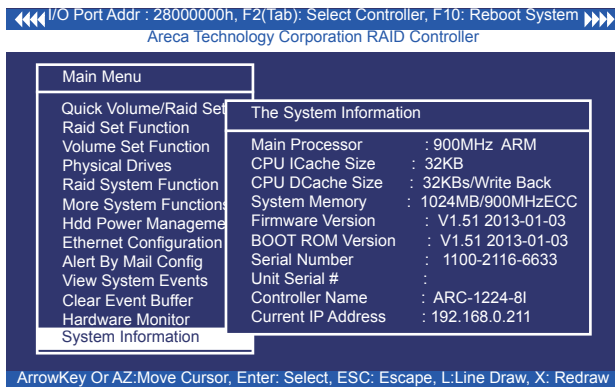 I/O Port Addr : 28000000h, F2(Tab): Select Controller, F10: Reboot System
Areca Technology Corporation RAID Controller
Main Menu
Quick Volume/Raid Set
Raid Set Function
Volume Set Function
Physical Drives
Raid System Function
More System Functions
Hdd Power Manageme
Ethernet Configuration
Alert By Mail Config
View System Events
Clear Event Buffer
Hardware Monitor
System Information
The System Information
Main Processor : 900MHz ARM
CPU ICache Size : 32KB
CPU DCache Size : 32KBs/Write Back
System Memory : 1024MB/900MHzECC
Firmware Version : V1.51 2013-01-03
BOOT ROM Version : V1.51 2013-01-03
Serial Number : 1100-2116-6633
Unit Serial # :
Controller Name : ARC-1224-8I
Current IP Address : 192.168.0.211
ArrowKey Or AZ:Move Cursor, Enter: Select, ESC: Escape, L:Line Draw, X: Redraw